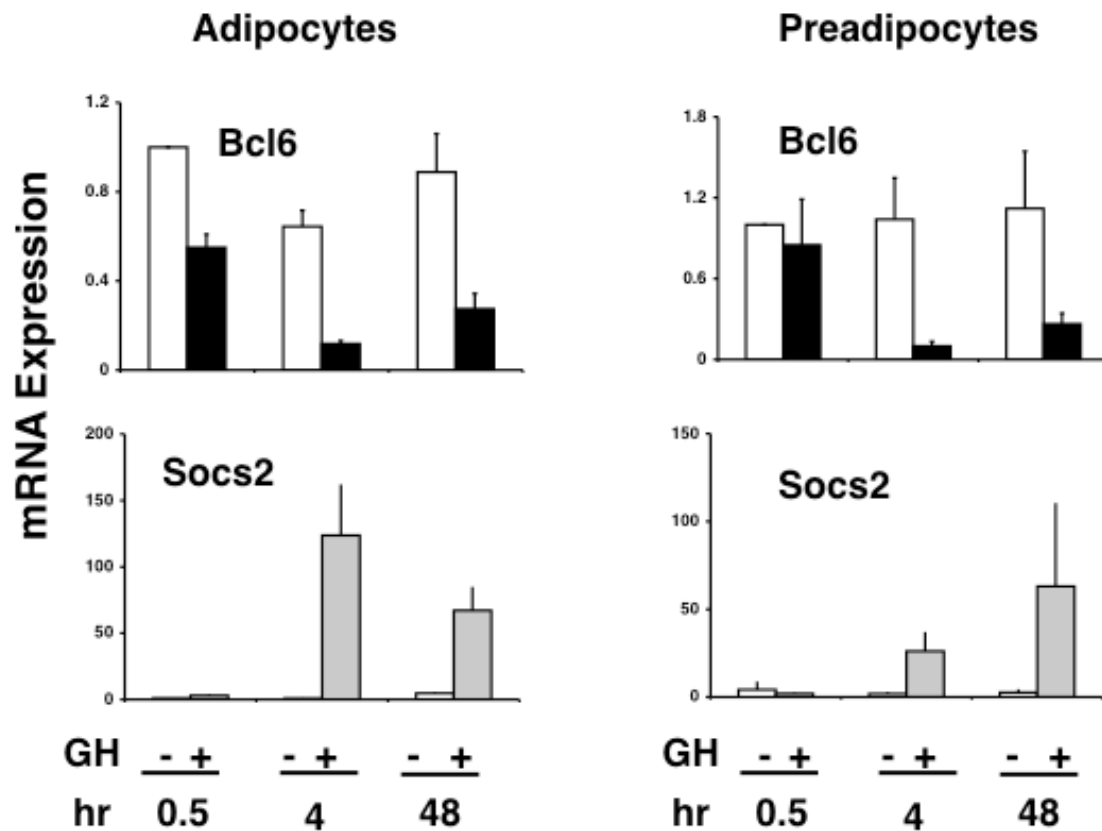 Adipocytes
Preadipocytes
mRNA Expression
Bcl6
1.2
0.8
0.4
0
Bcl6
1.8
1.2
0.6
0
Socs2
200
150
100
50
0
Socs2
150
100
50
0
GH - + - + - +
hr 0.5 4 48
GH - + - + - +
hr 0.5 4 48